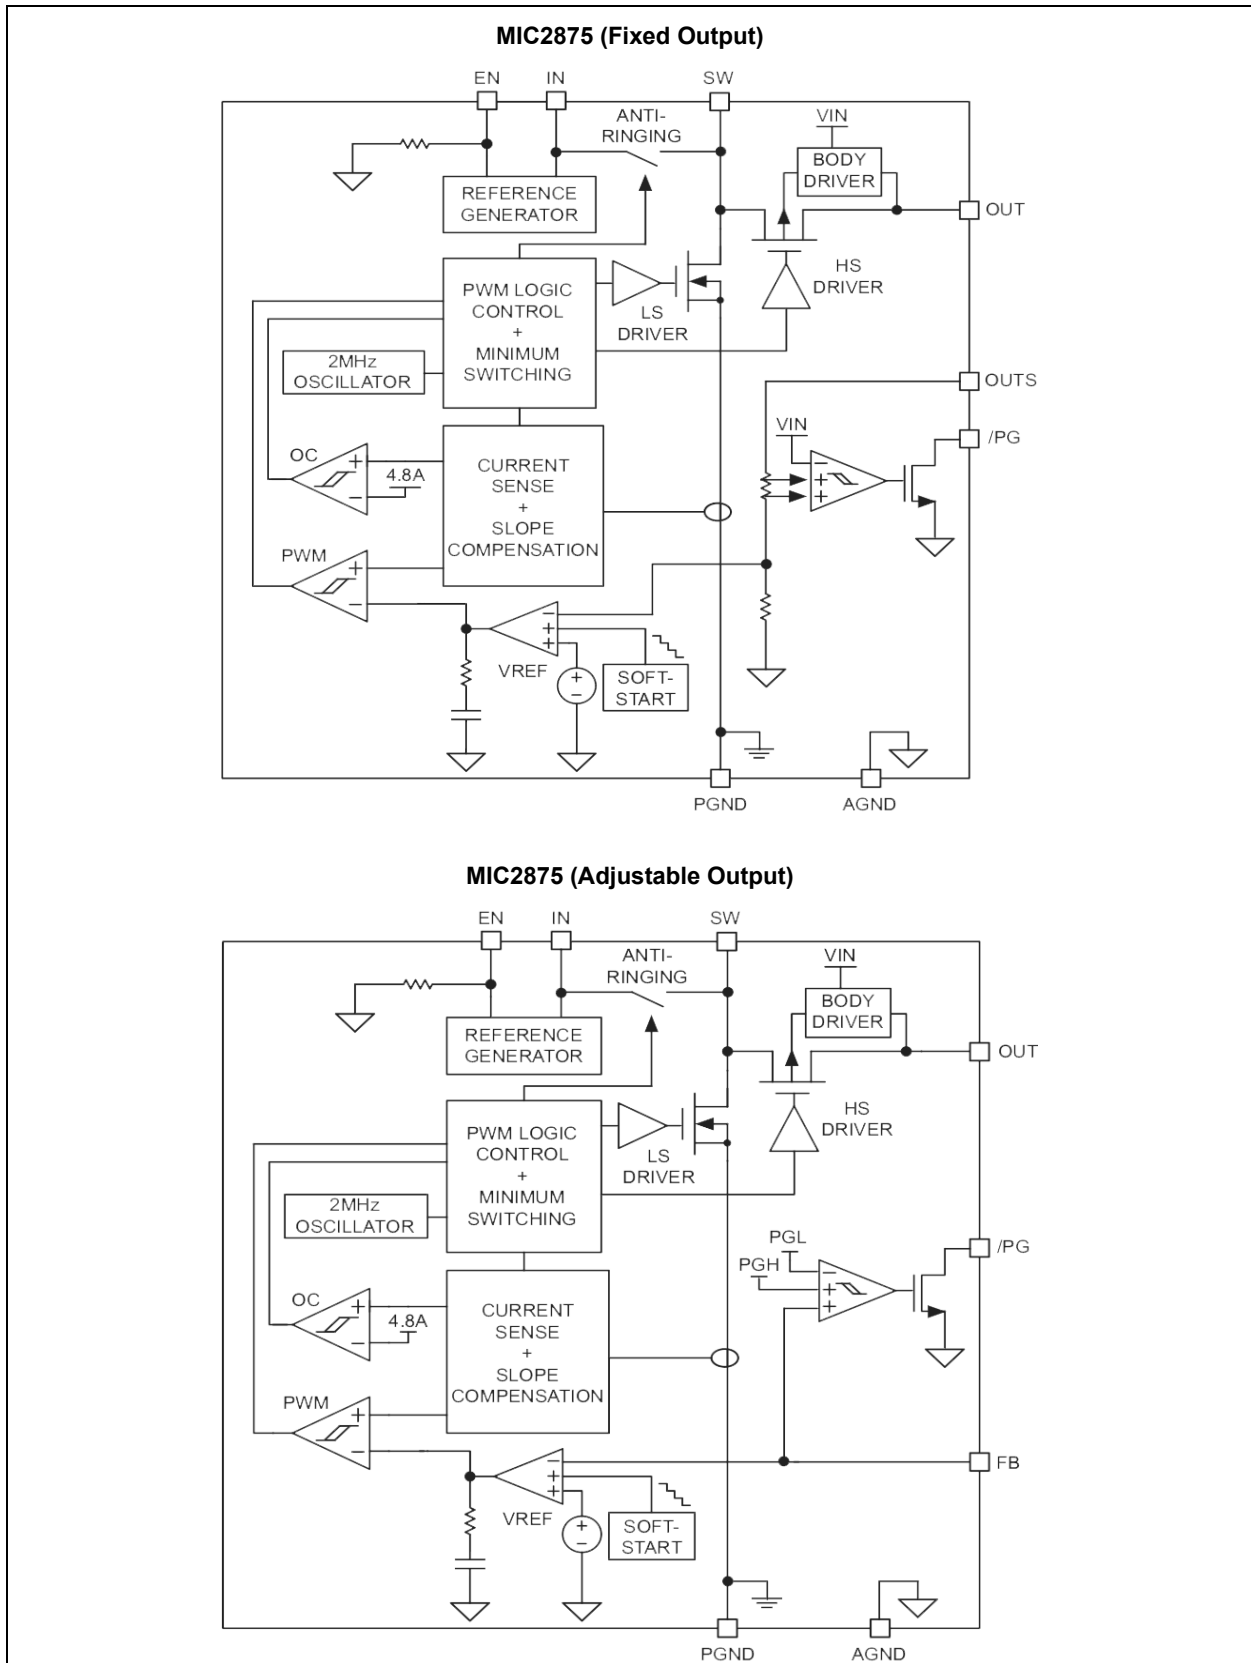 MIC2875 (Fixed Output)
EN
IN
SW
ANTI-
RINGING
VIN
BODY
DRIVER
REFERENCE
GENERATOR
OUT
HS
DRIVER
PWM LOGIC
CONTROL
+
MINIMUM
SWITCHING
LS
DRIVER
2MHz
OSCILLATOR
OUTS
VIN
/PG
−
+
+
OC
+
−
4.8A
CURRENT
SENSE
+
SLOPE
COMPENSATION
PWM
+
−
−
+
+
VREF
+
−
SOFT-
START
PGND
AGND
MIC2875 (Adjustable Output)
EN
IN
SW
ANTI-
RINGING
VIN
BODY
DRIVER
REFERENCE
GENERATOR
OUT
HS
DRIVER
PWM LOGIC
CONTROL
+
MINIMUM
SWITCHING
LS
DRIVER
2MHz
OSCILLATOR
PGL
PGH
/PG
−
+
+
OC
+
−
4.8A
CURRENT
SENSE
+
SLOPE
COMPENSATION
PWM
+
−
−
+
+
FB
VREF
+
−
SOFT-
START
PGND
AGND